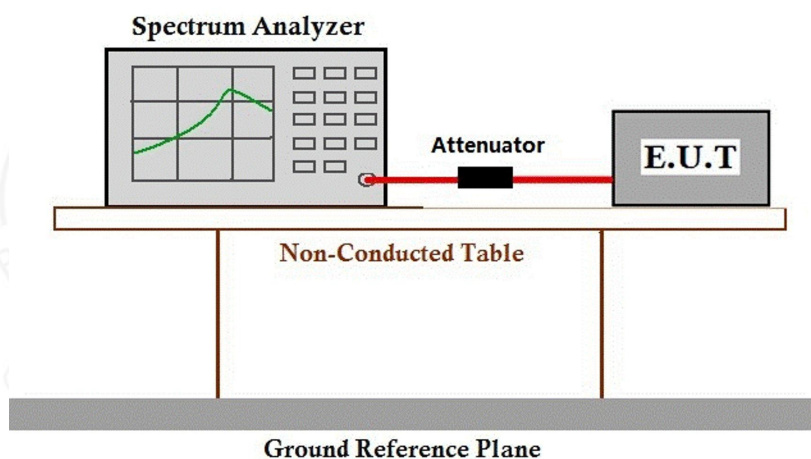 Spectrum Analyzer
Attenuator
E.U.T
Non-Conducted Table
Ground Reference Plane